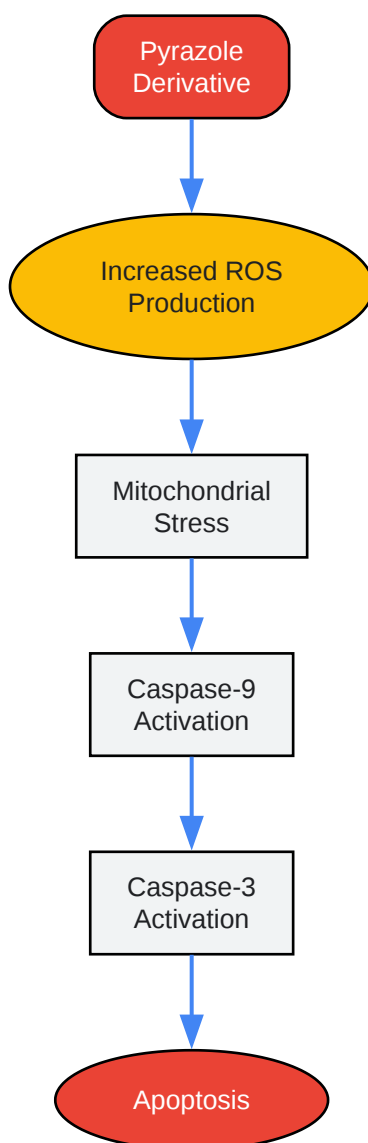 Pyrazole
Derivative
Increased ROS
Production
Mitochondrial
Stress
Caspase-9
Activation
Caspase-3
Activation
Apoptosis